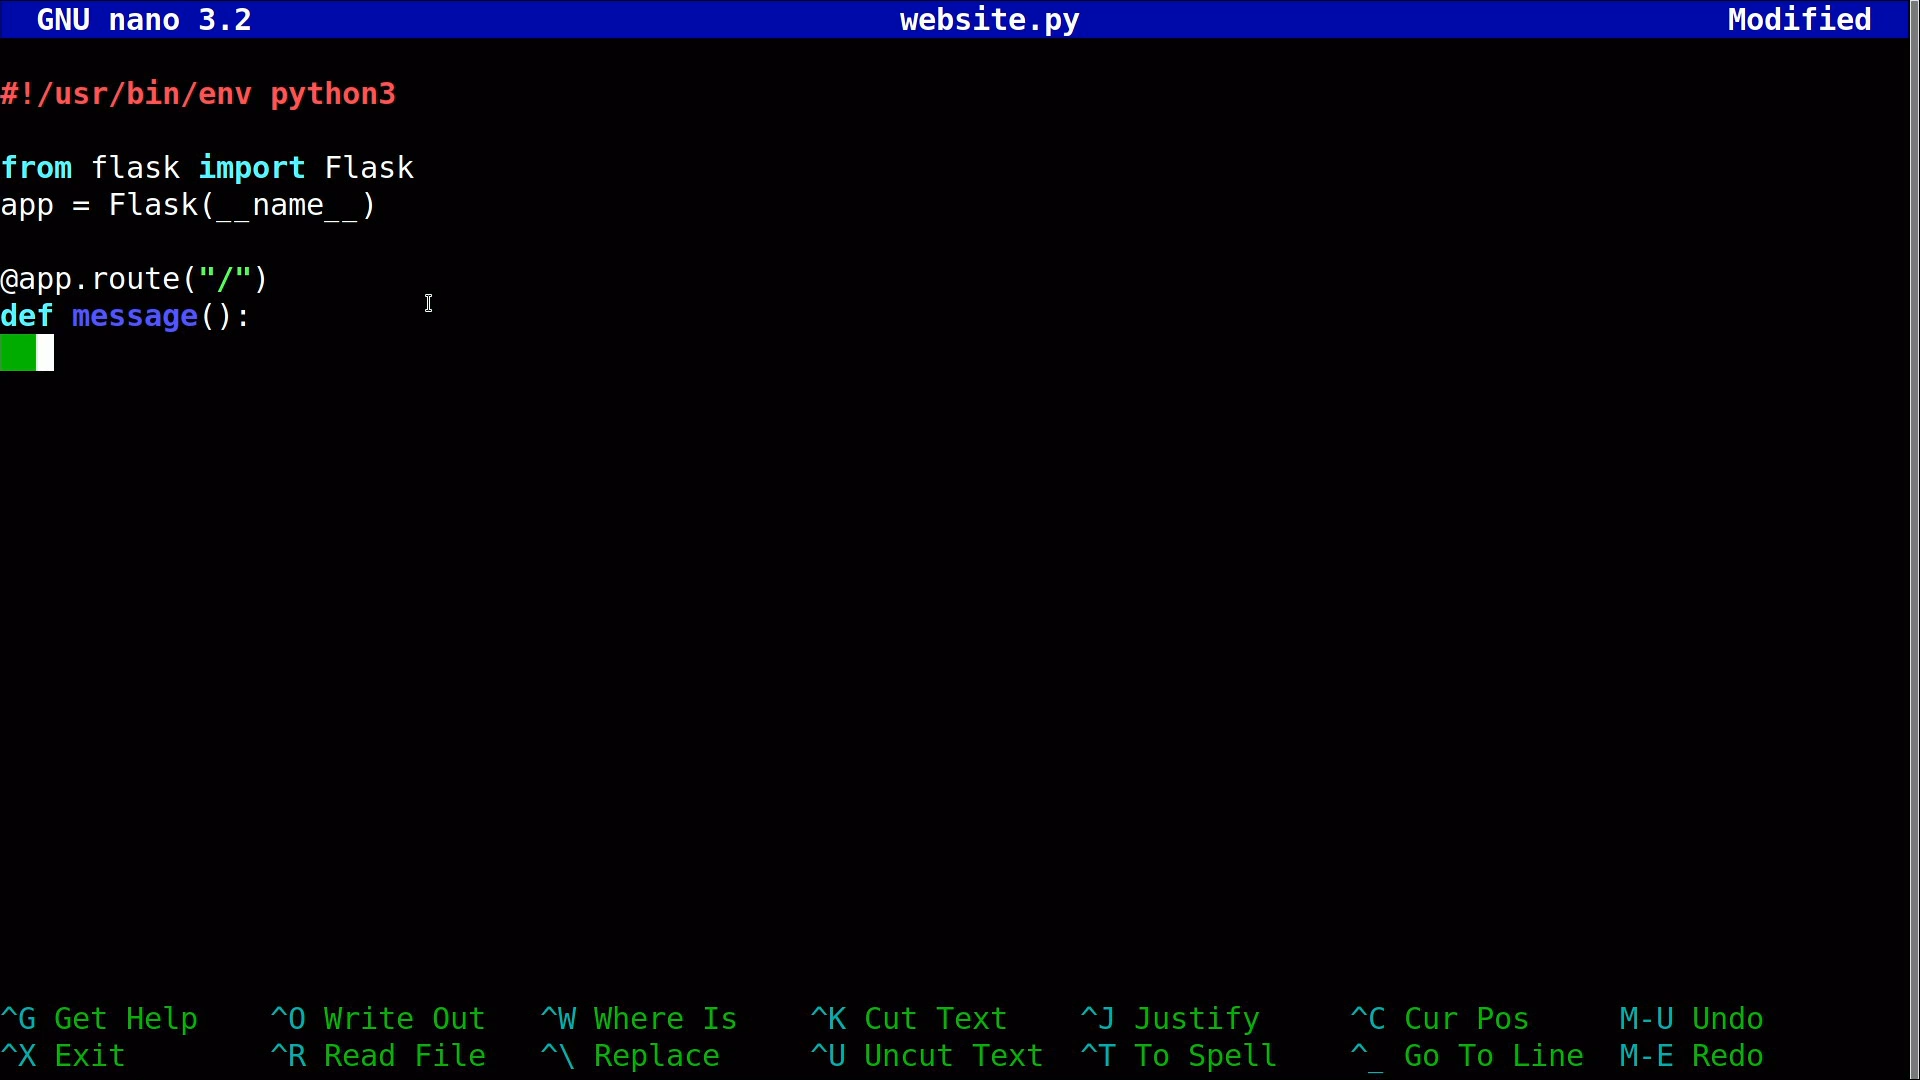 GNU nano 3.2 website.py Modified
#!/usr/bin/env python3
from flask import Flask
app = Flask(__name__)
@app.route("/")
def message():
^G Get Help ^O Write Out ^W Where Is ^K Cut Text ^J Justify ^C Cur Pos M-U Undo
^X Exit ^R Read File ^\ Replace ^U Uncut Text ^T To Spell ^_ Go To Line M-E Redo